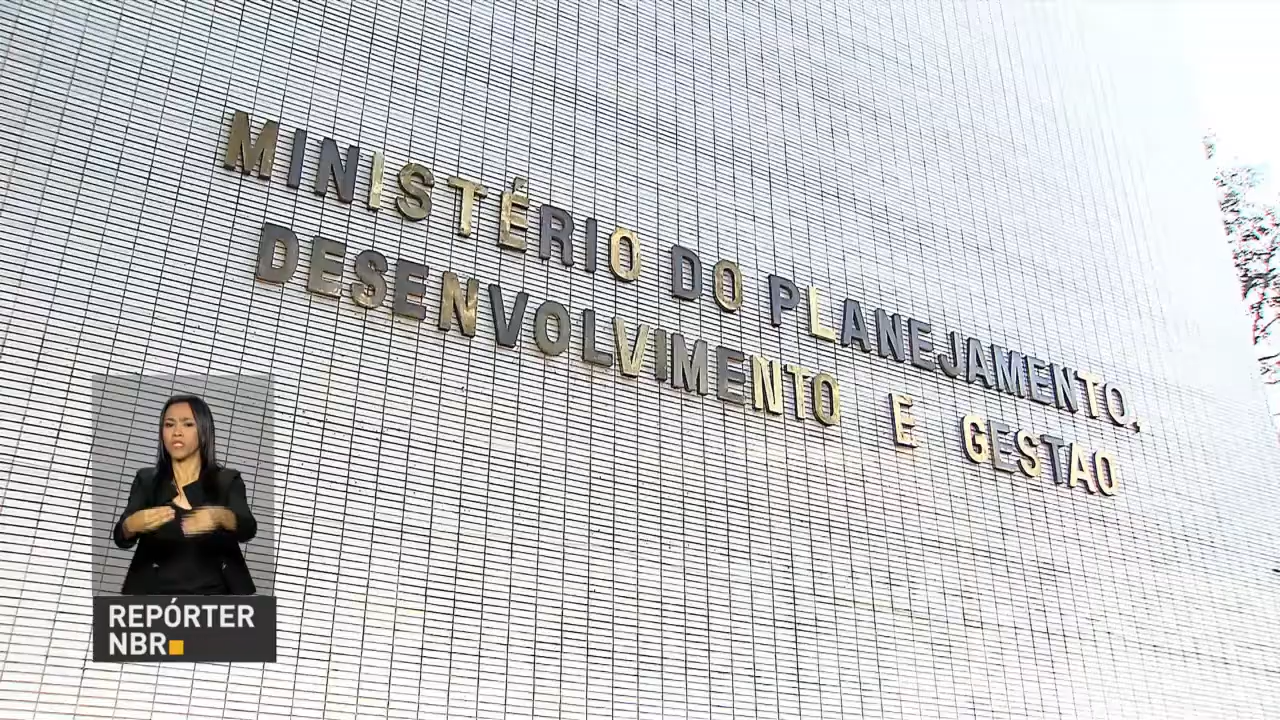 MINISTÉRIO DO PLANEJAMENTO,
DESENVOLVIMENTO E GESTAO
REPÓRTER
NBR